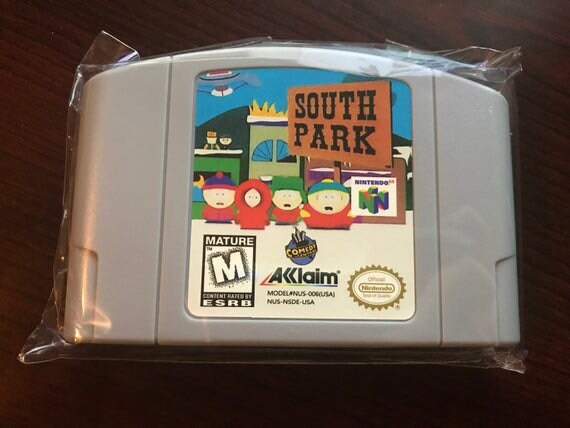 SOUTH
PARK
NINTENDO 64
MATURE
M
CONTENT RATED BY
ESRB
COMEDY
CENTRAL
AKklaim
MODEL#NUS-006(USA)
NUS-NSDE-USA
Official
Nintendo
Seal of Quality